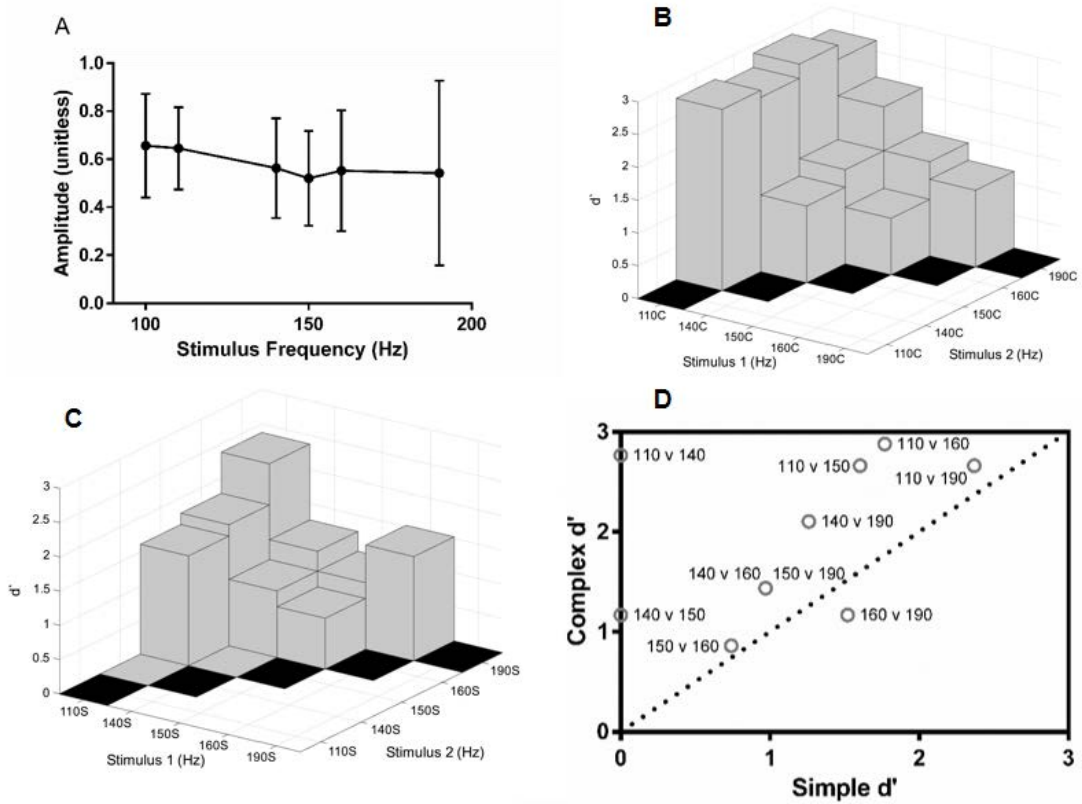 A
Amplitude (unitless)
1.0
0.8
0.6
0.4
0.2
0.0
100
150
200
Stimulus Frequency (Hz)
B
d'
3
2.5
2
1.5
1
0.5
0
110C
140C
150C
160C
190C
Stimulus 1 (Hz)
110C
140C
150C
160C
190C
Stimulus 2 (Hz)
C
d'
3
2.5
2
1.5
1
0.5
0
110S
140S
150S
160S
190S
Stimulus 1 (Hz)
110S
140S
150S
160S
190S
Stimulus 2 (Hz)
D
Complex d'
3
2
1
0
110 v 140
110 v 160
110 v 150
110 v 190
140 v 190
140 v 160
150 v 190
140 v 150
160 v 190
150 v 160
0
1
2
3
Simple d'